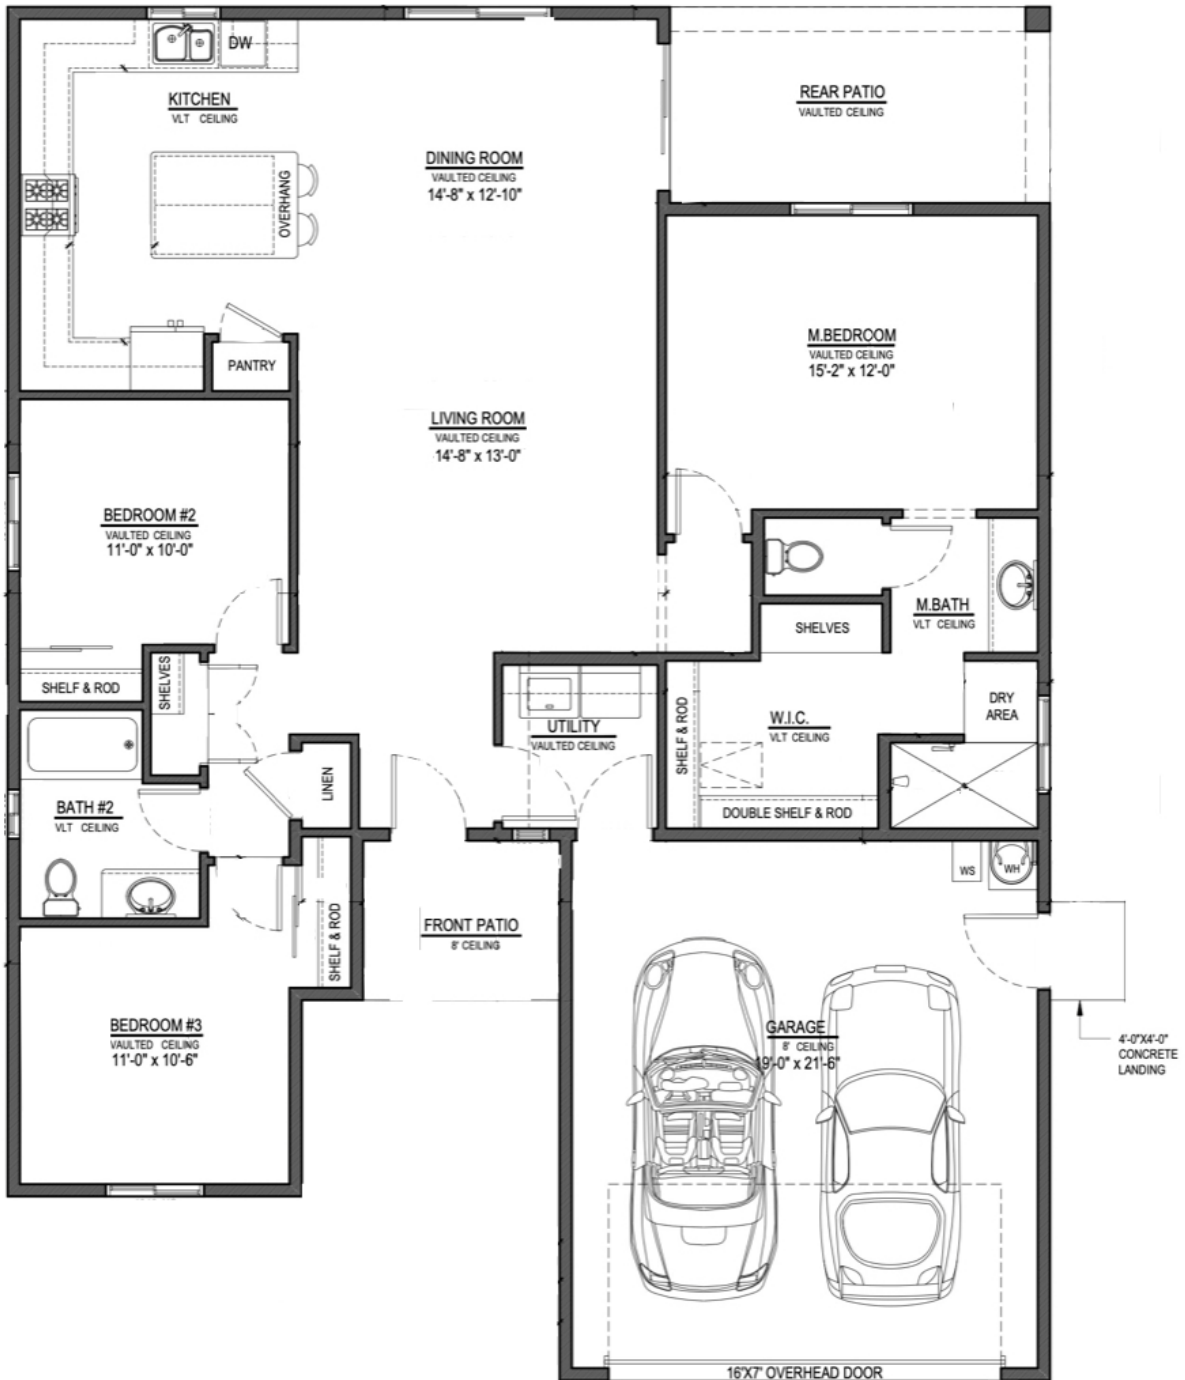 DW
KITCHEN
VLT CEILING
OVERHANG
DINING ROOM
VAULTED CEILING
14'-8" x 12'-10"
REAR PATIO
VAULTED CEILING
PANTRY
M.BEDROOM
VAULTED CEILING
15'-2" x 12'-0"
LIVING ROOM
VAULTED CEILING
14'-8" x 13'-0"
BEDROOM #2
VAULTED CEILING
11'-0" x 10'-0"
M.BATH
VLT CEILING
SHELVES
SHELF & ROD
SHELVES
UTILITY
VAULTED CEILING
SHELF & ROD
W.I.C.
VLT CEILING
DRY
AREA
LINEN
BATH #2
VLT CEILING
DOUBLE SHELF & ROD
WS
WH
SHELF & ROD
FRONT PATIO
8' CEILING
BEDROOM #3
VAULTED CEILING
11'-0" x 10'-6"
GARAGE
8' CEILING
19'-0" x 21'-6"
4'-0"X4'-0"
CONCRETE
LANDING
16'X7' OVERHEAD DOOR